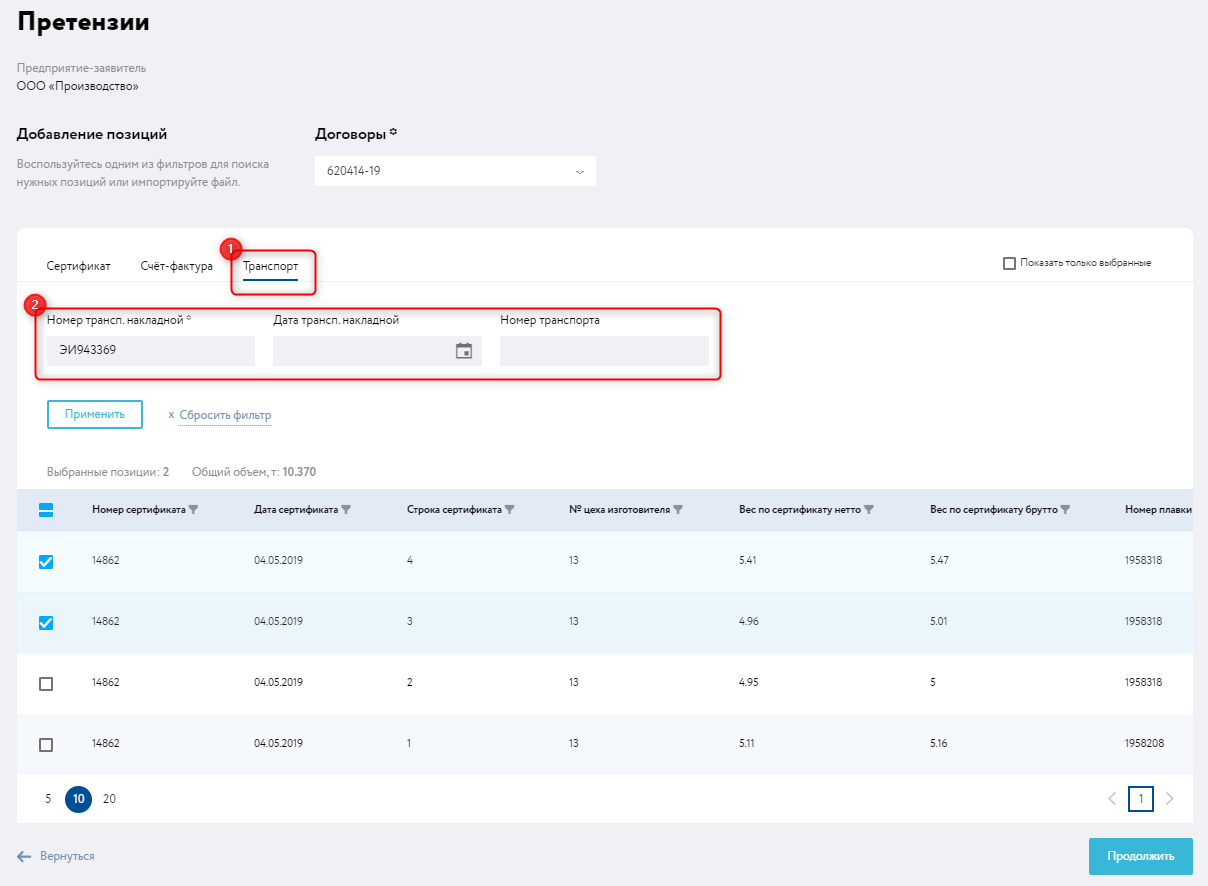 Претензии
Предприятие-заявитель
ООО «Производство»
Добавление позиций
Воспользуйтесь одним из фильтров для поиска
нужных позиций или импортируйте файл.
Договоры *
620414-19
1
Сертификат Счёт-фактура Транспорт Показать только выбранные
2
Номер трансп. накладной * Дата трансп. накладной Номер транспорта
ЭИ943369
Применить x Сбросить фильтр
Выбранные позиции: 2 Общий объем, т: 10.370
Номер сертификата Дата сертификата Строка сертификата № цеха изготовителя Вес по сертификату нетто Вес по сертификату брутто Номер плавки
14862 04.05.2019 4 13 5.41 5.47 1958318
14862 04.05.2019 3 13 4.96 5.01 1958318
14862 04.05.2019 2 13 4.95 5 1958318
14862 04.05.2019 1 13 5.11 5.16 1958208
5 10 20 1
Вернуться Продолжить